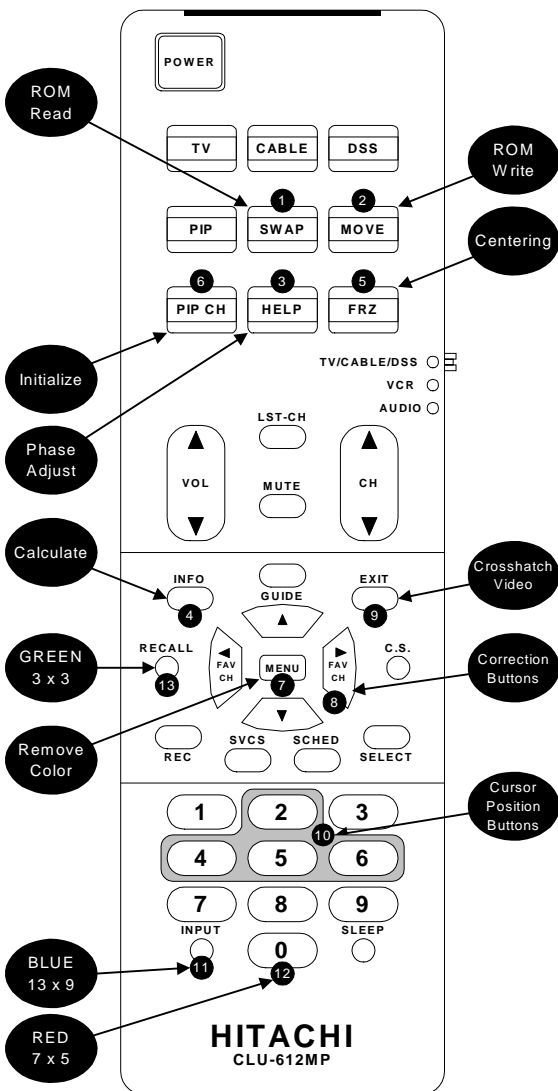 POWER
ROM
Read
TV CABLE DSS
ROM
Write
1 2
PIP SWAP MOVE
Centering
6 3 5
PIP CH HELP FRZ
TV/CABLE/DSS
Initialize
VCR
AUDIO
LST-CH
Phase
Adjust
VOL CH
MUTE
Calculate
INFO EXIT
Crosshatch
Video
GUIDE
4 9
RECALL C.S.
GREEN
3 x 3
FAV
CH
MENU
FAV
CH
Correction
Buttons
13 7 8
Remove
Color
SVCS SCHED
REC SELECT
Cursor
Position
Buttons
1 2 3
10
4 5 6
7 8 9
INPUT SLEEP
0
BLUE
13 x 9
11 12
RED
7 x 5
HITACHI
CLU-612MP